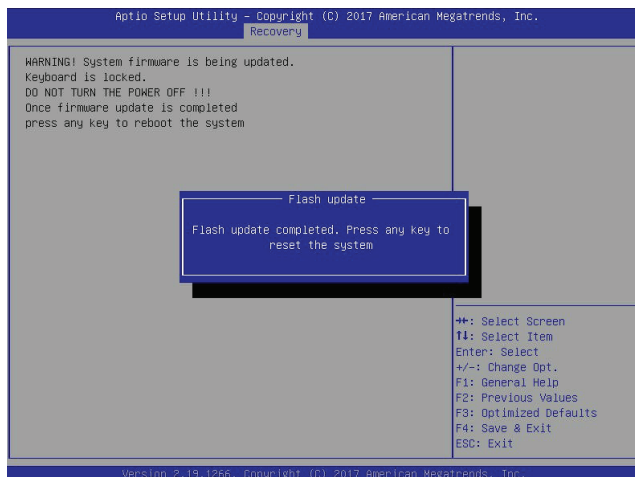 Aptio Setup Utility – Copyright (C) 2017 American Megatrends, Inc.
Recovery
WARNING! System firmware is being updated.
Keyboard is locked.
DO NOT TURN THE POWER OFF !!!
Once firmware update is completed
press any key to reboot the system
Flash update
Flash update completed. Press any key to
reset the system
→←: Select Screen
↑↓: Select Item
Enter: Select
+/-: Change Opt.
F1: General Help
F2: Previous Values
F3: Optimized Defaults
F4: Save & Exit
ESC: Exit
Version 2.19.1266. Copyright (C) 2017 American Megatrends, Inc.